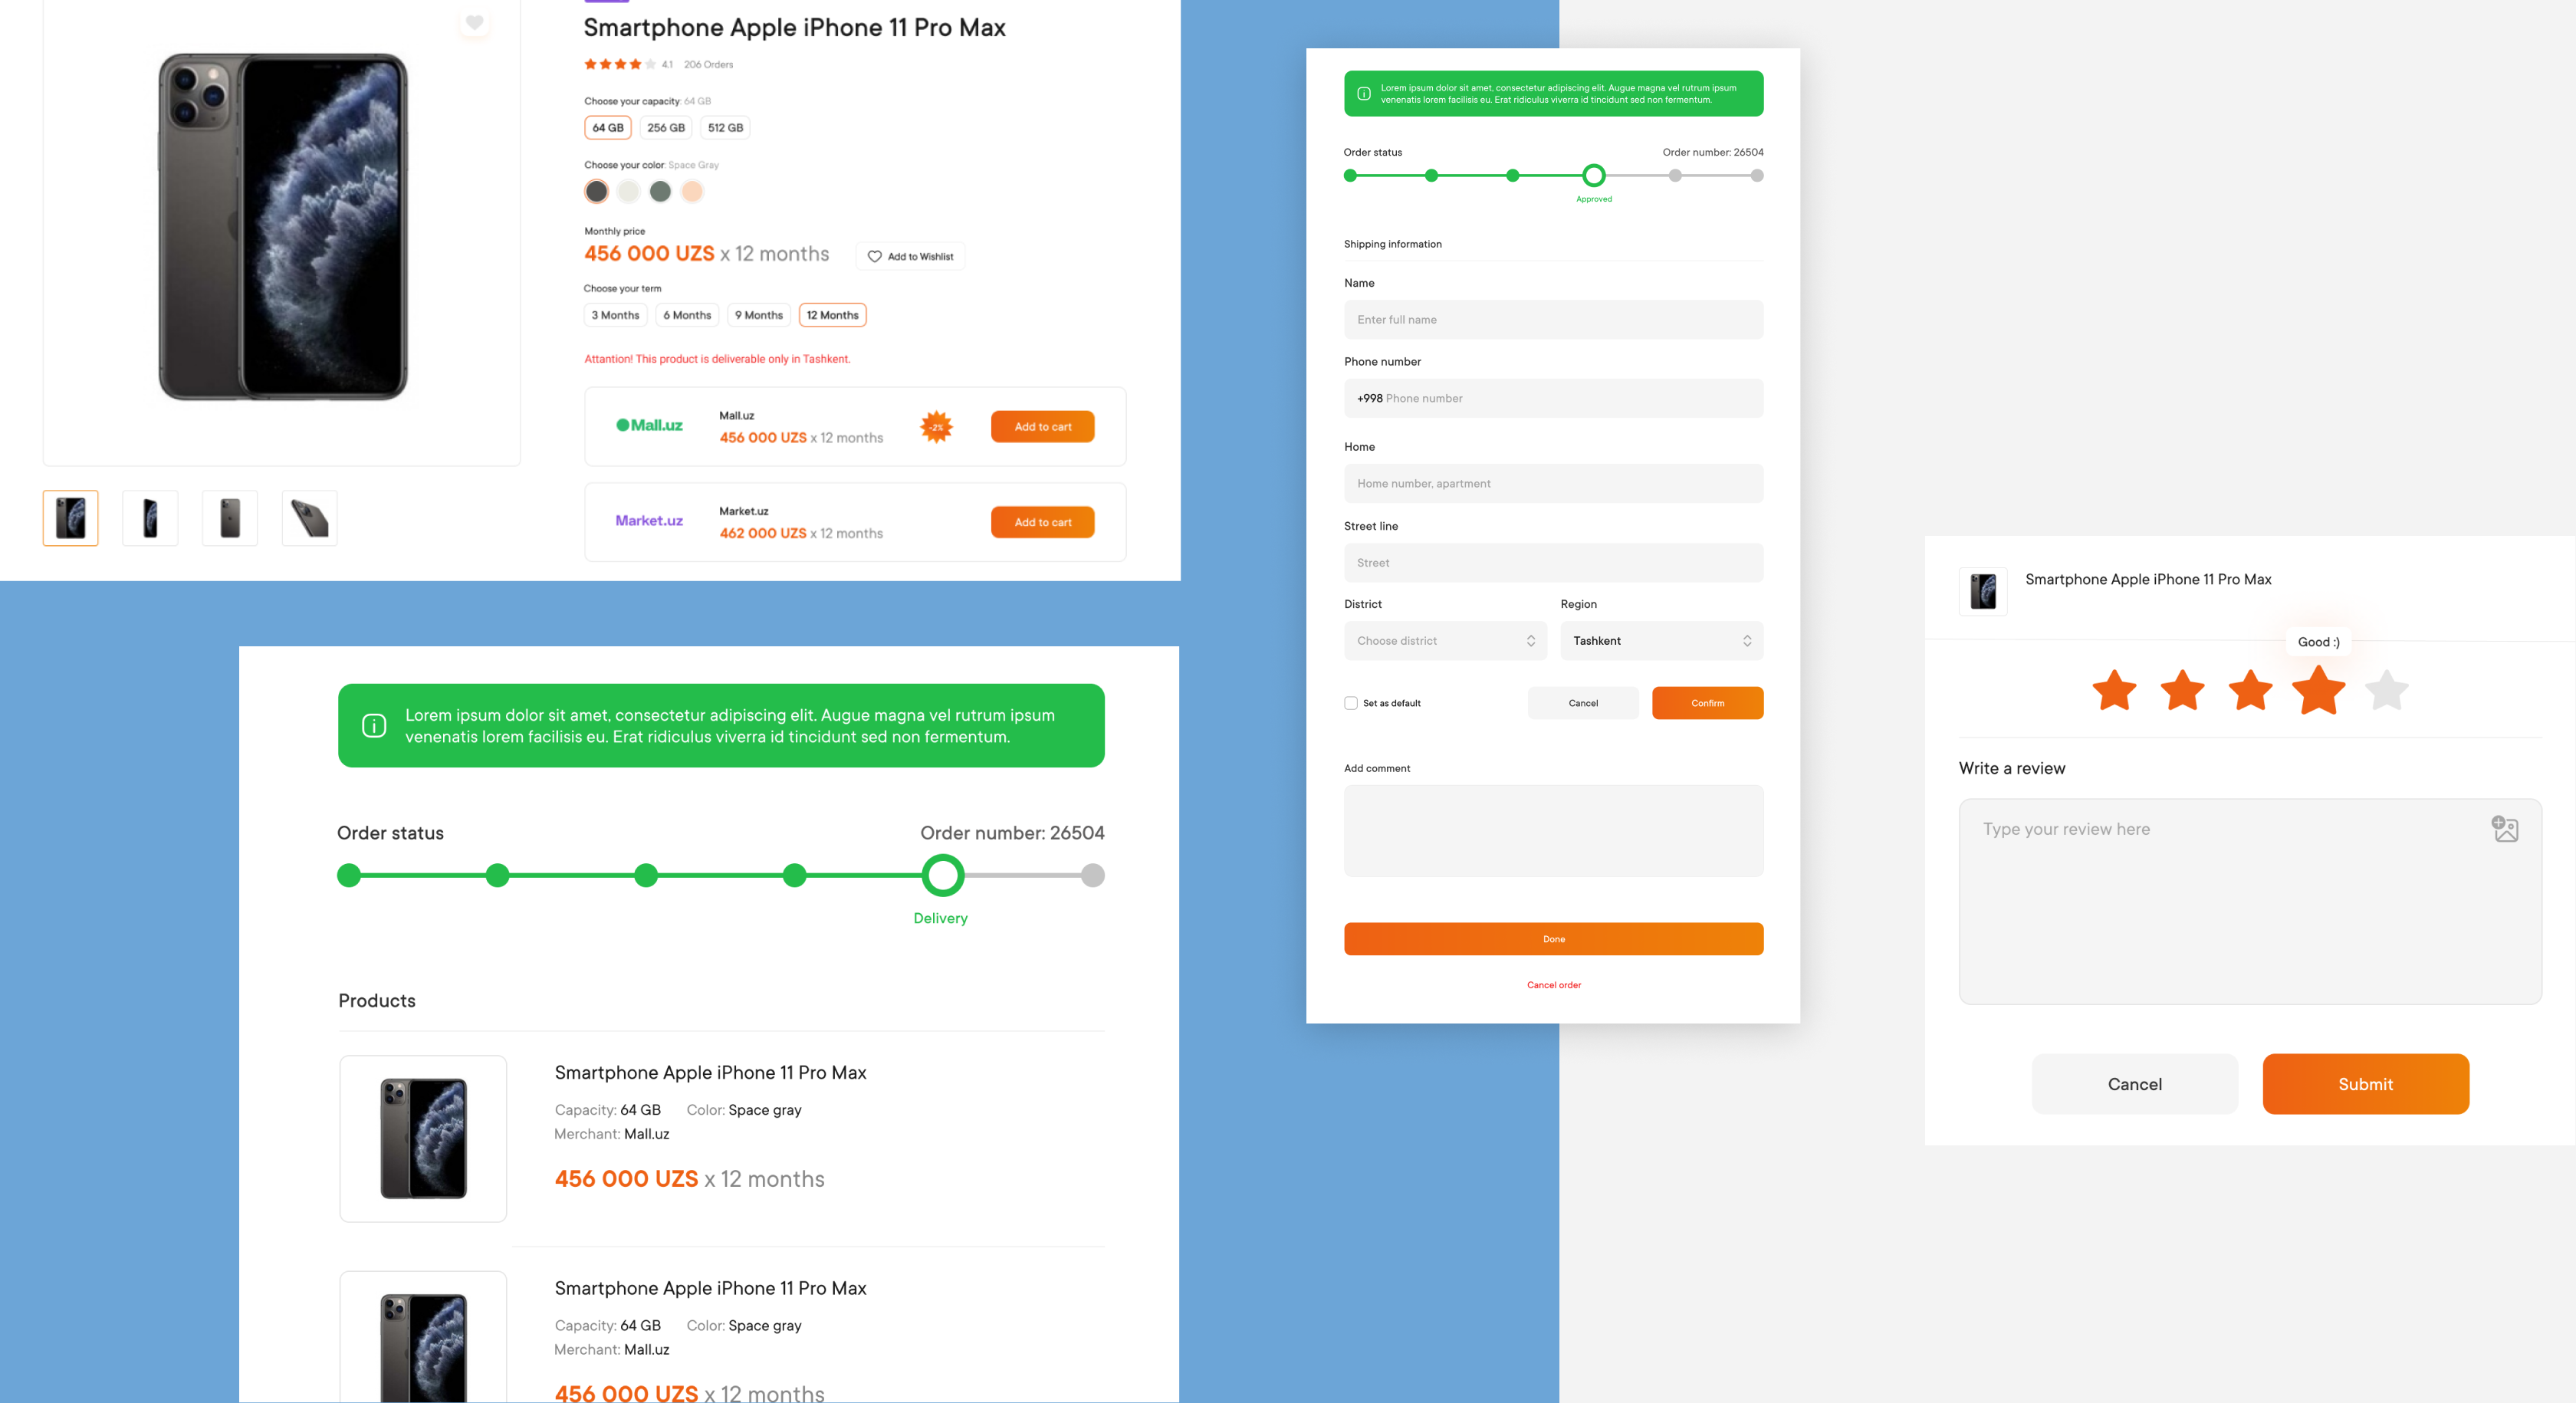 Smartphone Apple iPhone 11 Pro Max
4.1 206 Orders
Choose your capacity: 64 GB
64 GB 256 GB 512 GB
Choose your color: Space Gray
Monthly price
456 000 UZS x 12 months
Add to Wishlist
Choose your term
3 Months 6 Months 9 Months 12 Months
Attantion! This product is deliverable only in Tashkent.
Mall.uz
Mall.uz
456 000 UZS x 12 months
-2%
Add to cart
Market.uz
Market.uz
462 000 UZS x 12 months
Add to cart
Lorem ipsum dolor sit amet, consectetur adipiscing elit. Augue magna vel rutrum ipsum
venenatis lorem facilisis eu. Erat ridiculus viverra id tincidunt sed non fermentum.
Order status Order number: 26504
Delivery
Products
Smartphone Apple iPhone 11 Pro Max
Capacity: 64 GB Color: Space gray
Merchant: Mall.uz
456 000 UZS x 12 months
Smartphone Apple iPhone 11 Pro Max
Capacity: 64 GB Color: Space gray
Merchant: Mall.uz
456 000 UZS x 12 months
Lorem ipsum dolor sit amet, consectetur adipiscing elit. Augue magna vel rutrum ipsum
venenatis lorem facilisis eu. Erat ridiculus viverra id tincidunt sed non fermentum.
Order status Order number: 26504
Approved
Shipping information
Name
Enter full name
Phone number
+998 Phone number
Home
Home number, apartment
Street line
Street
District Region
Choose district Tashkent
Set as default Cancel Confirm
Add comment
Done
Cancel order
Smartphone Apple iPhone 11 Pro Max
Good :)
Write a review
Type your review here
Cancel Submit